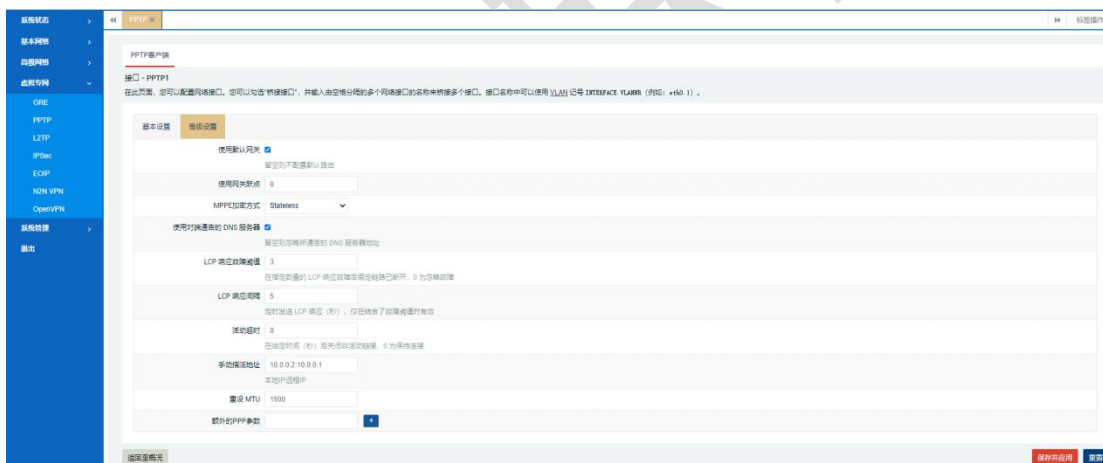 系统状态
PPTP
标签操作
基本网络
高级网络
虚拟专网
GRE
PPTP
L2TP
IPSec
EOIP
N2N VPN
OpenVPN
系统管理
退出
PPTP客户端
接口 - PPTP1
在此页面，您可以配置网络接口。您可以勾选“桥接接口”，并输入由空格分隔的多个网络接口的名称来桥接多个接口。接口名称中可以使用 VLAN 记号 INTERFACE VLANNR（例如：eth0.1）。
基本设置 高级设置
使用默认网关
留空则不配置默认路由
使用网关跃点 0
MPPE加密方式 Stateless
使用对端通告的 DNS 服务器
留空则忽略所通告的 DNS 服务器地址
LCP 响应故障阈值 3
在指定数量的 LCP 响应故障后假定链路已断开，0 为忽略故障
LCP 响应间隔 5
定时发送 LCP 响应（秒），仅在结合了故障阈值时有效
活动超时 0
在给定时间（秒）后关闭非活动链接，0 为保持连接
手动指派地址 10.0.0.2:10.0.0.1
本地IP:远程IP
重设 MTU 1500
额外的PPP参数
返回至概况
保存并应用 重置